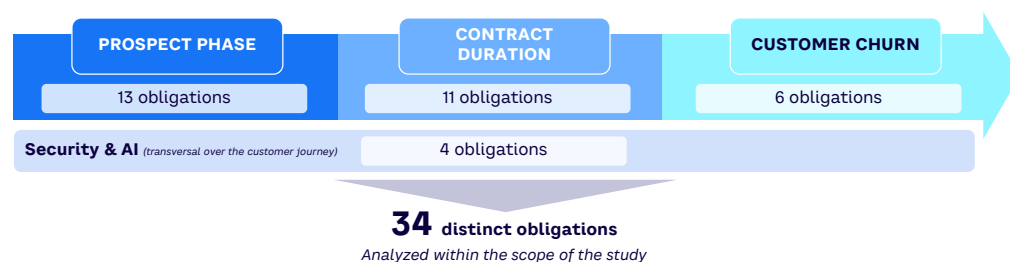 PROSPECT PHASE
CONTRACT
DURATION
CUSTOMER CHURN
13 obligations
11 obligations
6 obligations
Security & AI (transversal over the customer journey)
4 obligations
34 distinct obligations
Analyzed within the scope of the study